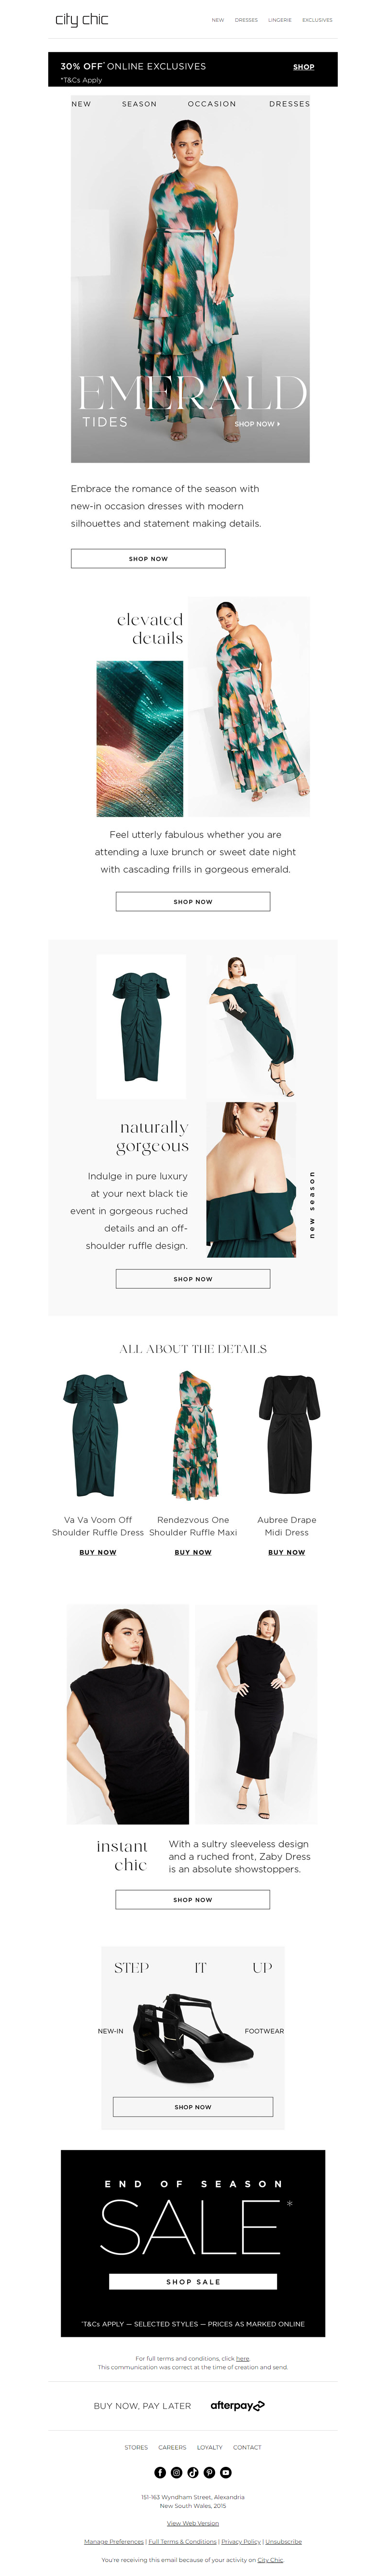 city chic
NEW DRESSES LINGERIE EXCLUSIVES
30% OFF* ONLINE EXCLUSIVES
SHOP
*T&Cs Apply
NEW SEASON OCCASION DRESSES
EMERALD
TIDES
SHOP NOW
Embrace the romance of the season with
new-in occasion dresses with modern
silhouettes and statement making details.
SHOP NOW
elevated
details
Feel utterly fabulous whether you are
attending a luxe brunch or sweet date night
with cascading frills in gorgeous emerald.
SHOP NOW
naturally
gorgeous
Indulge in pure luxury
at your next black tie
event in gorgeous ruched
details and an off-
shoulder ruffle design.
new season
SHOP NOW
ALL ABOUT THE DETAILS
Va Va Voom Off
Shoulder Ruffle Dress
BUY NOW
Rendezvous One
Shoulder Ruffle Maxi
BUY NOW
Aubree Drape
Midi Dress
BUY NOW
instant
chic
With a sultry sleeveless design
and a ruched front, Zaby Dress
is an absolute showstoppers.
SHOP NOW
STEP IT UP
NEW-IN FOOTWEAR
SHOP NOW
END OF SEASON
SALE*
SHOP SALE
*T&Cs APPLY — SELECTED STYLES — PRICES AS MARKED ONLINE
For full terms and conditions, click here.
This communication was correct at the time of creation and send.
BUY NOW, PAY LATER afterpay
STORES CAREERS LOYALTY CONTACT
151-163 Wyndham Street, Alexandria
New South Wales, 2015
View Web Version
Manage Preferences | Full Terms & Conditions | Privacy Policy | Unsubscribe
You're receiving this email because of your activity on City Chic.